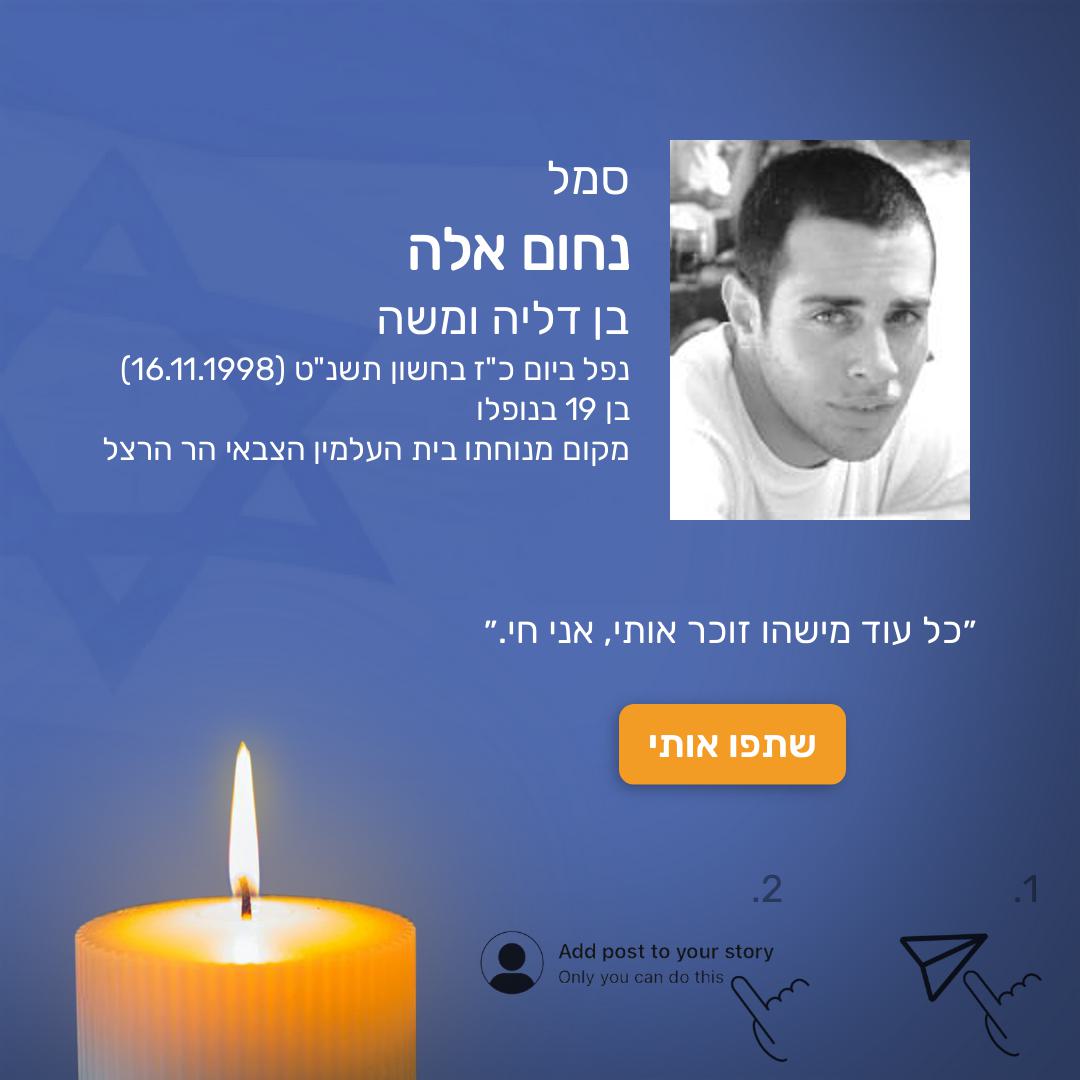 סמל
נחום אלה
בן דליה ומשה
נפל ביום כ"ז בחשון תשנ"ט (16.11.1998)
בן 19 בנופלו
מקום מנוחתו בית העלמין הצבאי הר הרצל
״כל עוד מישהו זוכר אותי, אני חי.״
שתפו אותי
.1
.2
Add post to your story
Only you can do this